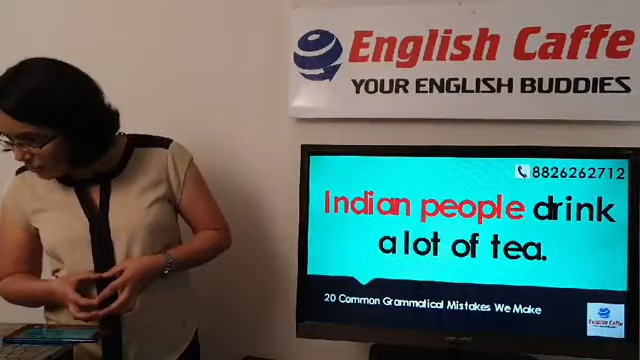 English Caffe
YOUR ENGLISH BUDDIES
8826262712
Indian people drink
a lot of tea.
20 Common Grammatical Mistakes We Make
English Caffe